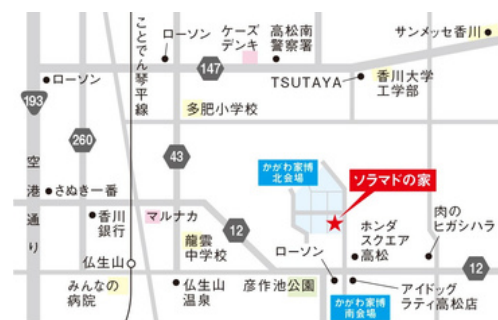 ことでん琴平線
ローソン
ケーズ
デンキ
高松南
警察署
サンメッセ香川
147
ローソン
TSUTAYA
香川大学
工学部
193
多肥小学校
260
43
空港通り
かがわ家博
北会場
ソラマドの家
さぬき一番
香川
銀行
マルナカ
龍雲
中学校
12
ホンダ
スクエア
高松
肉の
ヒガシハラ
仏生山
ローソン
12
みんなの
病院
仏生山
温泉
彦作池公園
かがわ家博
南会場
アイドッグ
ラティ高松店